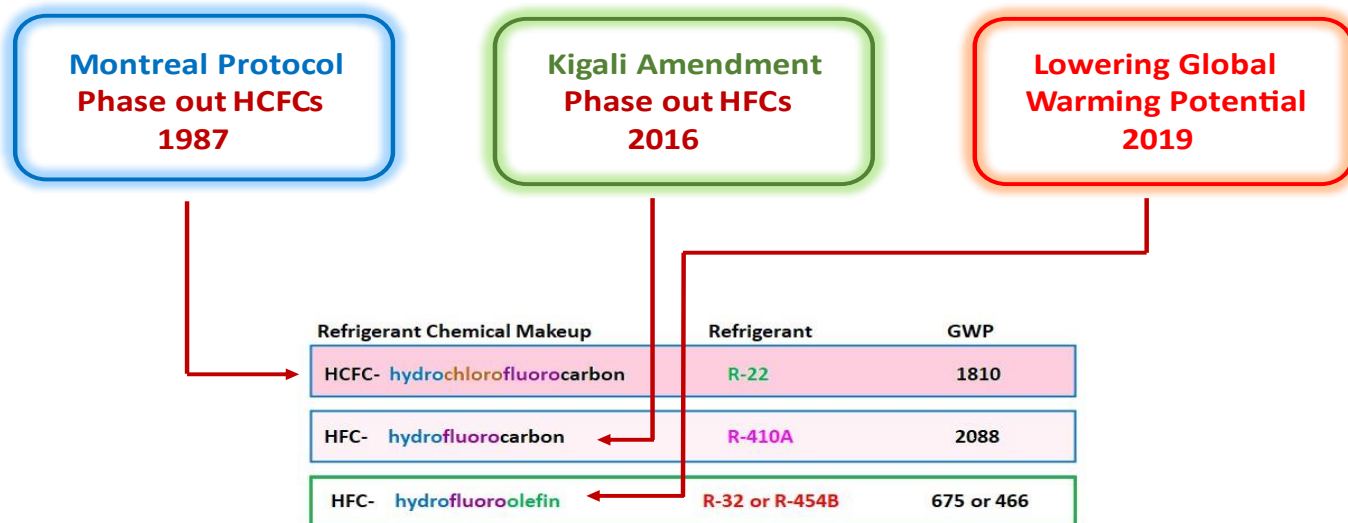 Montreal Protocol
Phase out HCFCs
1987
Kigali Amendment
Phase out HFCs
2016
Lowering Global
Warming Potential
2019
Refrigerant Chemical Makeup Refrigerant GWP
HCFC- hydrochlorofluorocarbon R-22 1810
HFC- hydrofluorocarbon R-410A 2088
HFC- hydrofluoroolefin R-32 or R-454B 675 or 466